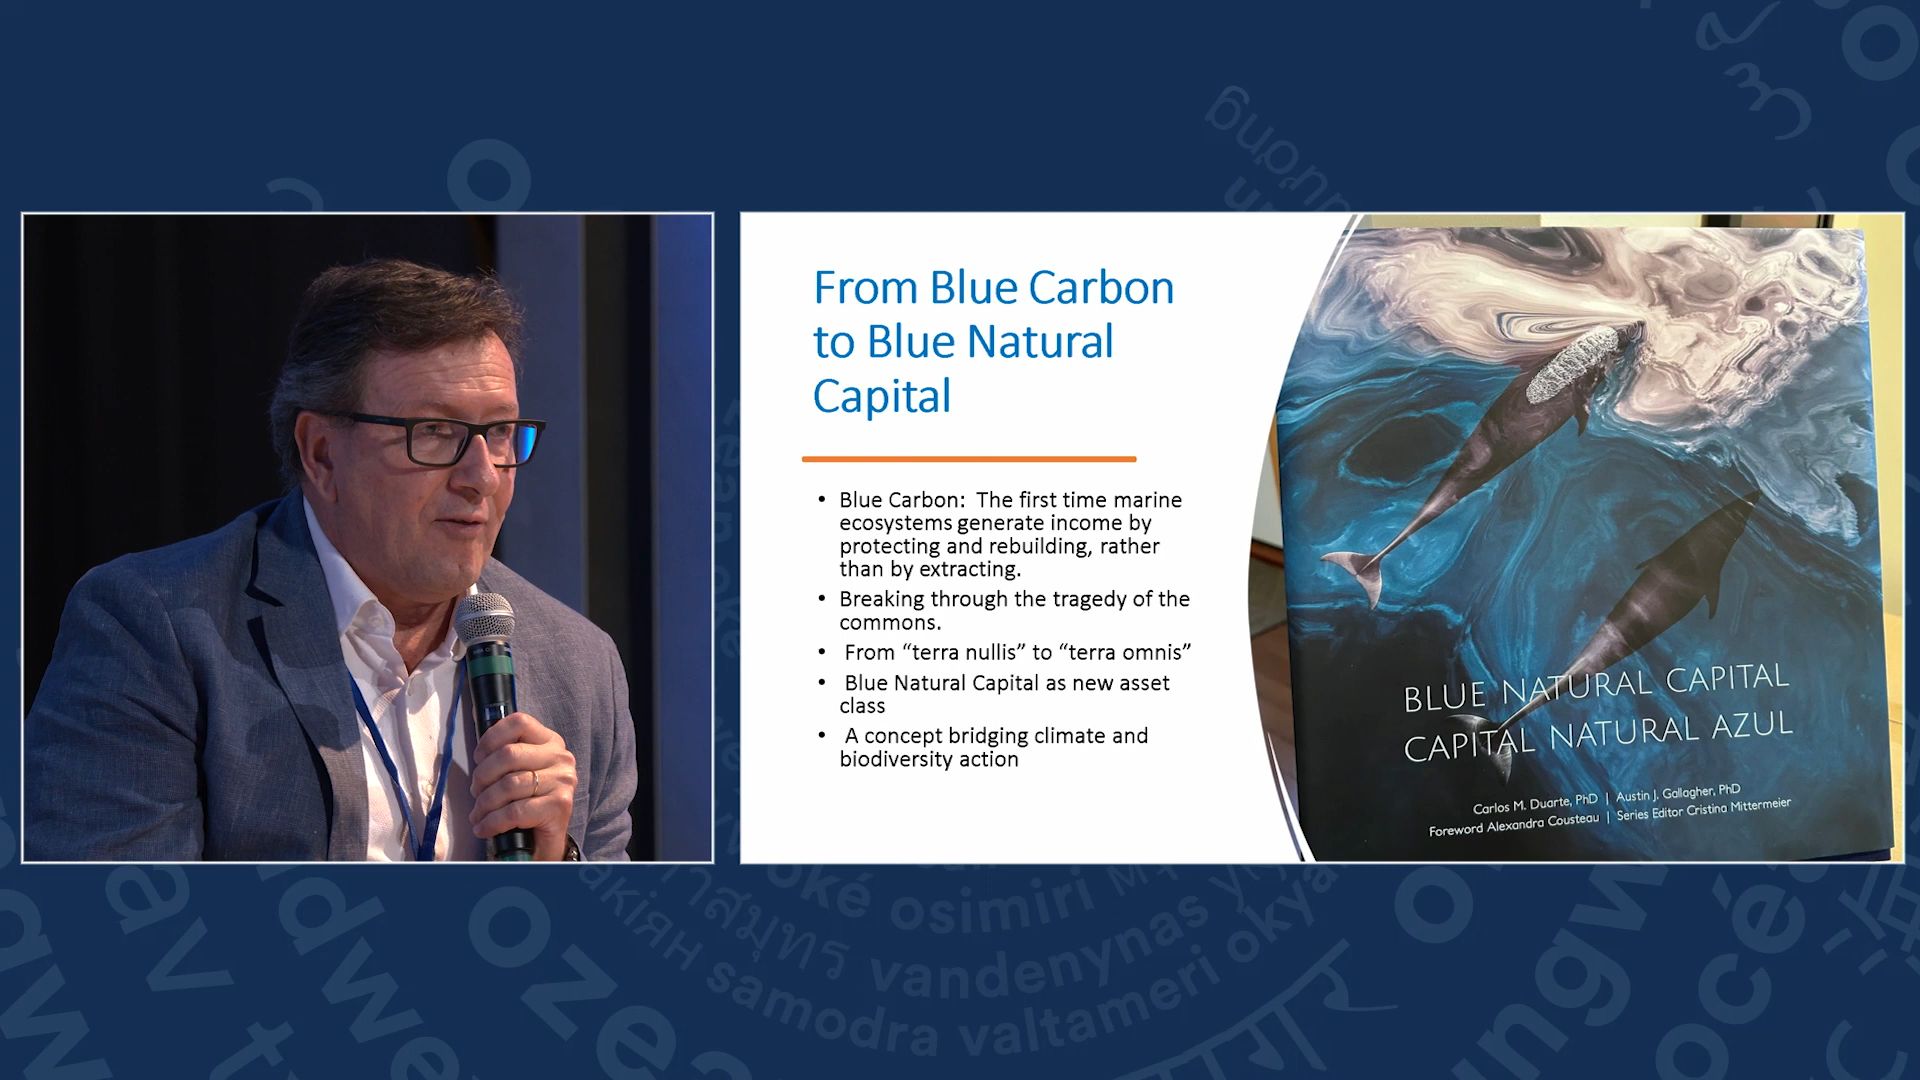 From Blue Carbon
to Blue Natural
Capital
• Blue Carbon:  The first time marine
ecosystems generate income by
protecting and rebuilding, rather
than by extracting.
• Breaking through the tragedy of the
commons.
• From “terra nullis” to “terra omnis”
• Blue Natural Capital as new asset
class
• A concept bridging climate and
biodiversity action
BLUE NATURAL CAPITAL
CAPITAL NATURAL AZUL
Carlos M. Duarte, PhD | Austin J. Gallagher, PhD
Foreword Alexandra Cousteau | Series Editor Cristina Mittermeier
osimiri
vandenynas
samodra valtameri